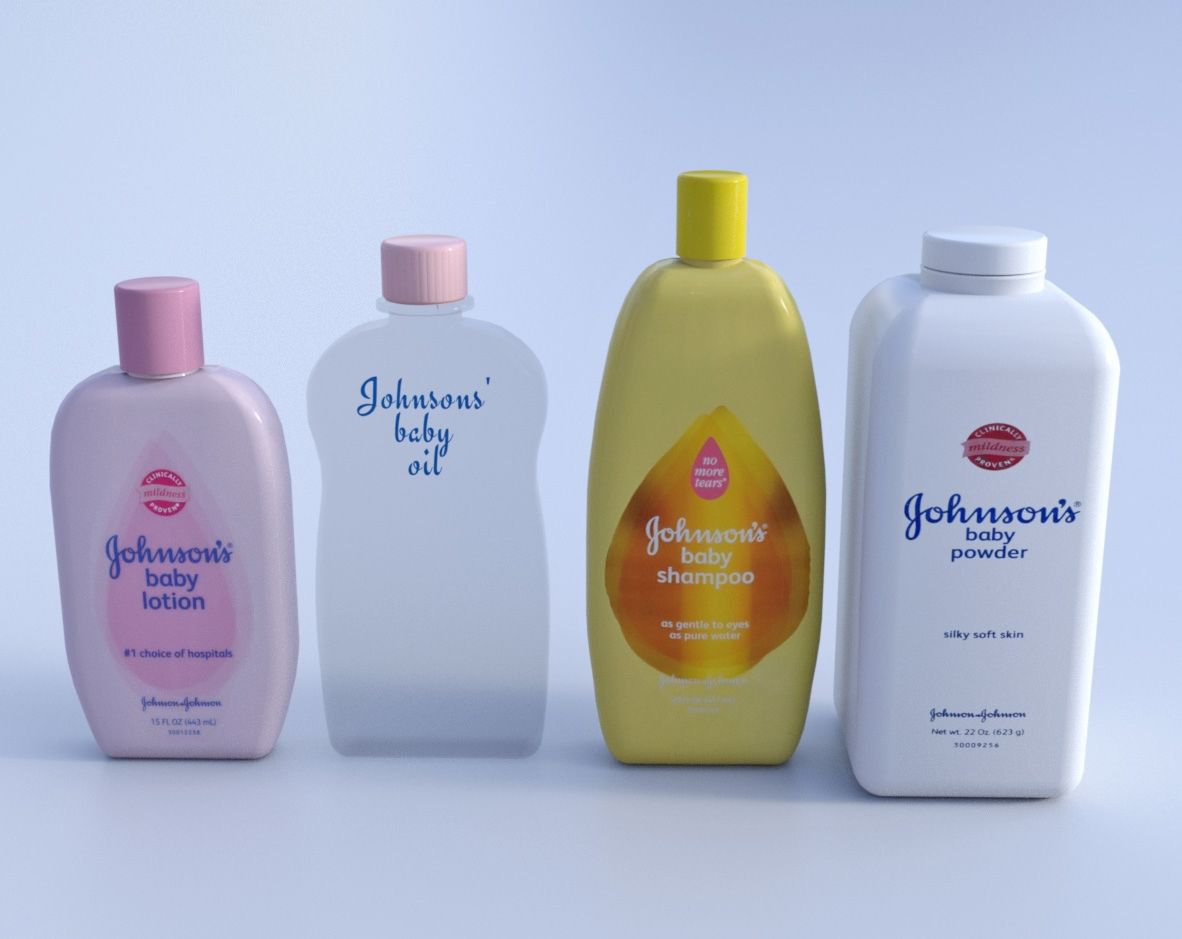 CLINICALLY
mildness
PROVEN®
Johnson's®
baby
lotion
#1 choice of hospitals
Johnson & Johnson
15 FL OZ (443 mL)
Johnsons'
baby
oil
no
more
tears®
Johnson's®
baby
shampoo
as gentle to eyes
as pure water
Johnson & Johnson
CLINICALLY
mildness
PROVEN®
Johnson's®
baby
powder
silky soft skin
Johnson & Johnson
Net wt. 22 Oz. (623 g)
30009256